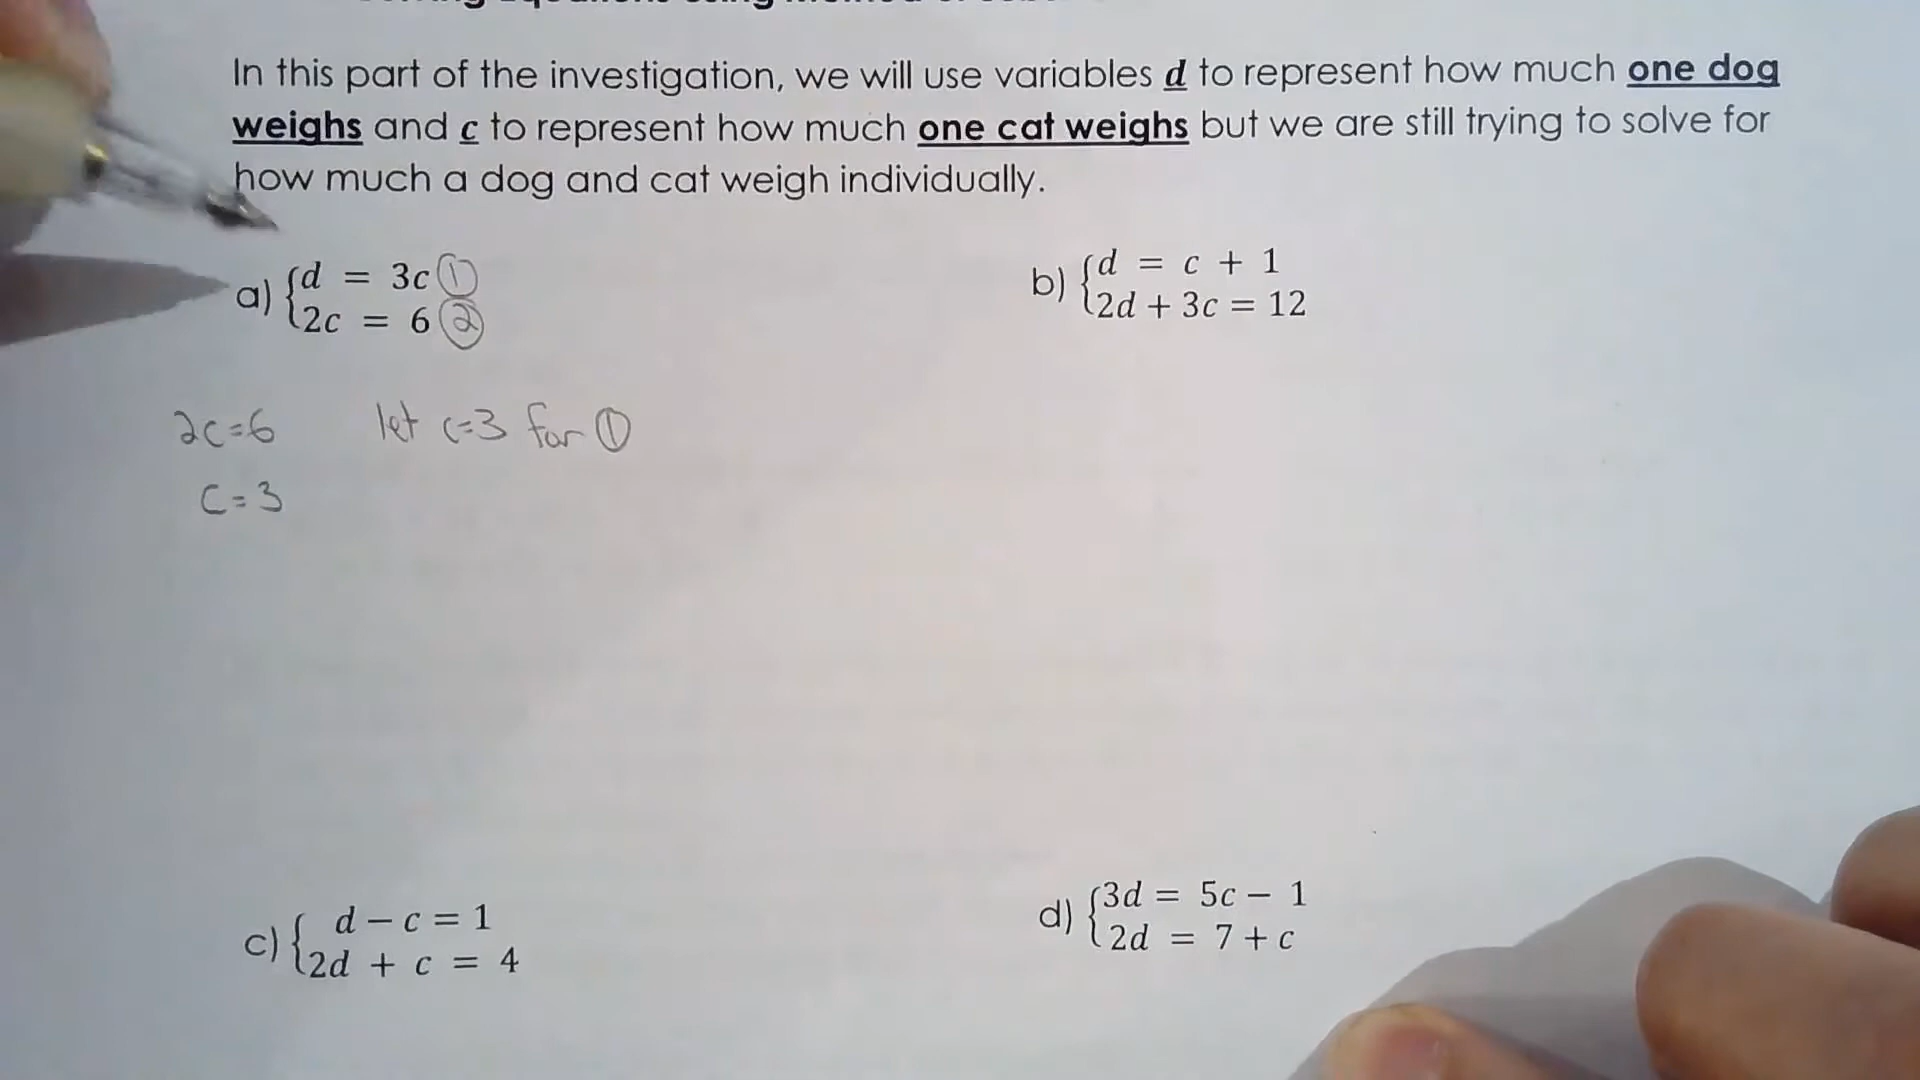 In this part of the investigation, we will use variables d to represent how much one dog
weighs and c to represent how much one cat weighs but we are still trying to solve for
how much a dog and cat weigh individually.
a) {d = 3c ①
2c = 6 ②
b) {d = c + 1
2d + 3c = 12
2c=6 let c=3 for ①
c=3
c) { d − c = 1
2d + c = 4
d) {3d = 5c − 1
2d = 7 + c